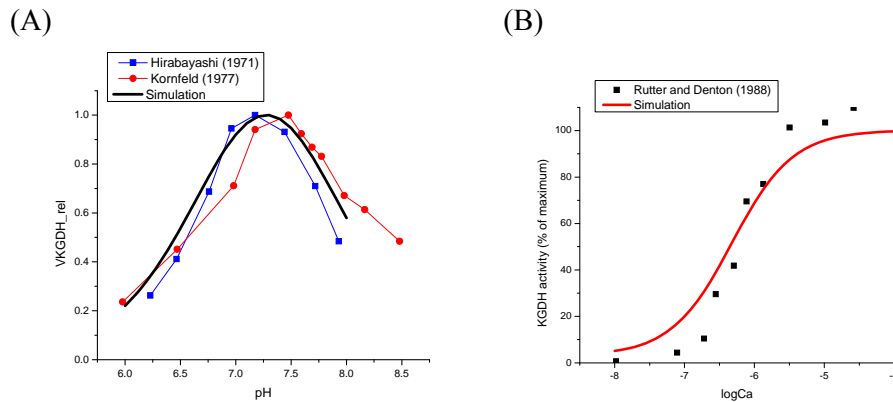 (A)
(B)
Hirabayashi (1971)
Kornfeld (1977)
Simulation
1.0
0.8
0.6
0.4
0.2
0.0
VKGDH_rel
6.0 6.5 7.0 7.5 8.0 8.5
pH
Rutter and Denton (1988)
Simulation
100
80
60
40
20
0
KGDH activity (% of maximum)
-8 -7 -6 -5 -
logCa